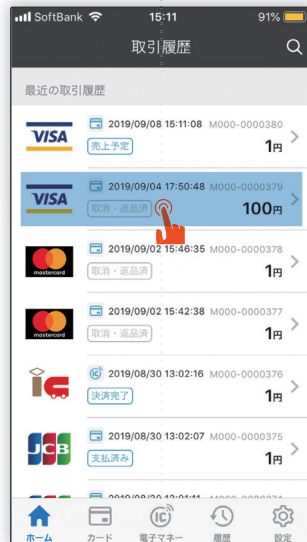 SoftBank 15:11 91%
取引履歴
最近の取引履歴
VISA 2019/09/08 15:11:08 M000-0000380
売上予定 1円
VISA 2019/09/04 17:50:48 M000-0000379
取消・返品済 100円
mastercard 2019/09/02 15:46:35 M000-0000378
取消・返品済 1円
mastercard 2019/09/02 15:42:38 M000-0000377
取消・返品済 1円
IC 2019/08/30 13:02:16 M000-0000376
決済完了 1円
JCB 2019/08/30 13:02:07 M000-0000375
支払済み 1円
ホーム カード IC 電子マネー 履歴 設定